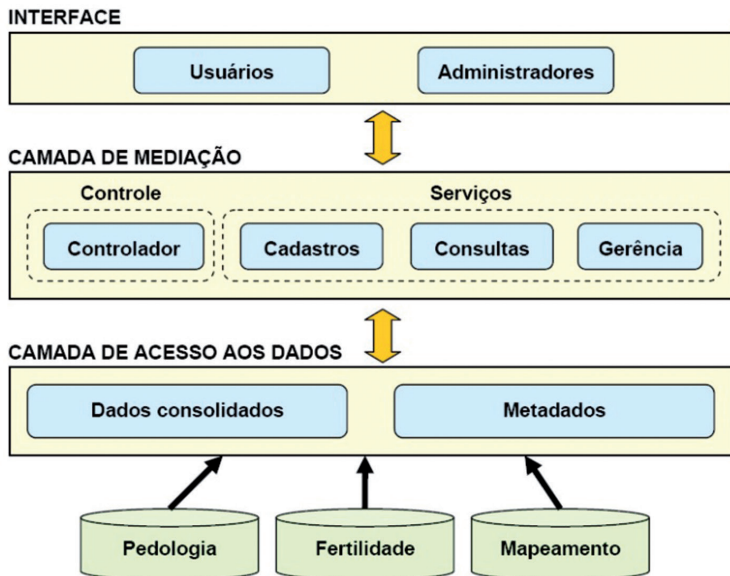 INTERFACE
Usuários Administradores
CAMADA DE MEDIAÇÃO
Controle Serviços
Controlador Cadastros Consultas Gerência
CAMADA DE ACESSO AOS DADOS
Dados consolidados Metadados
Pedologia Fertilidade Mapeamento